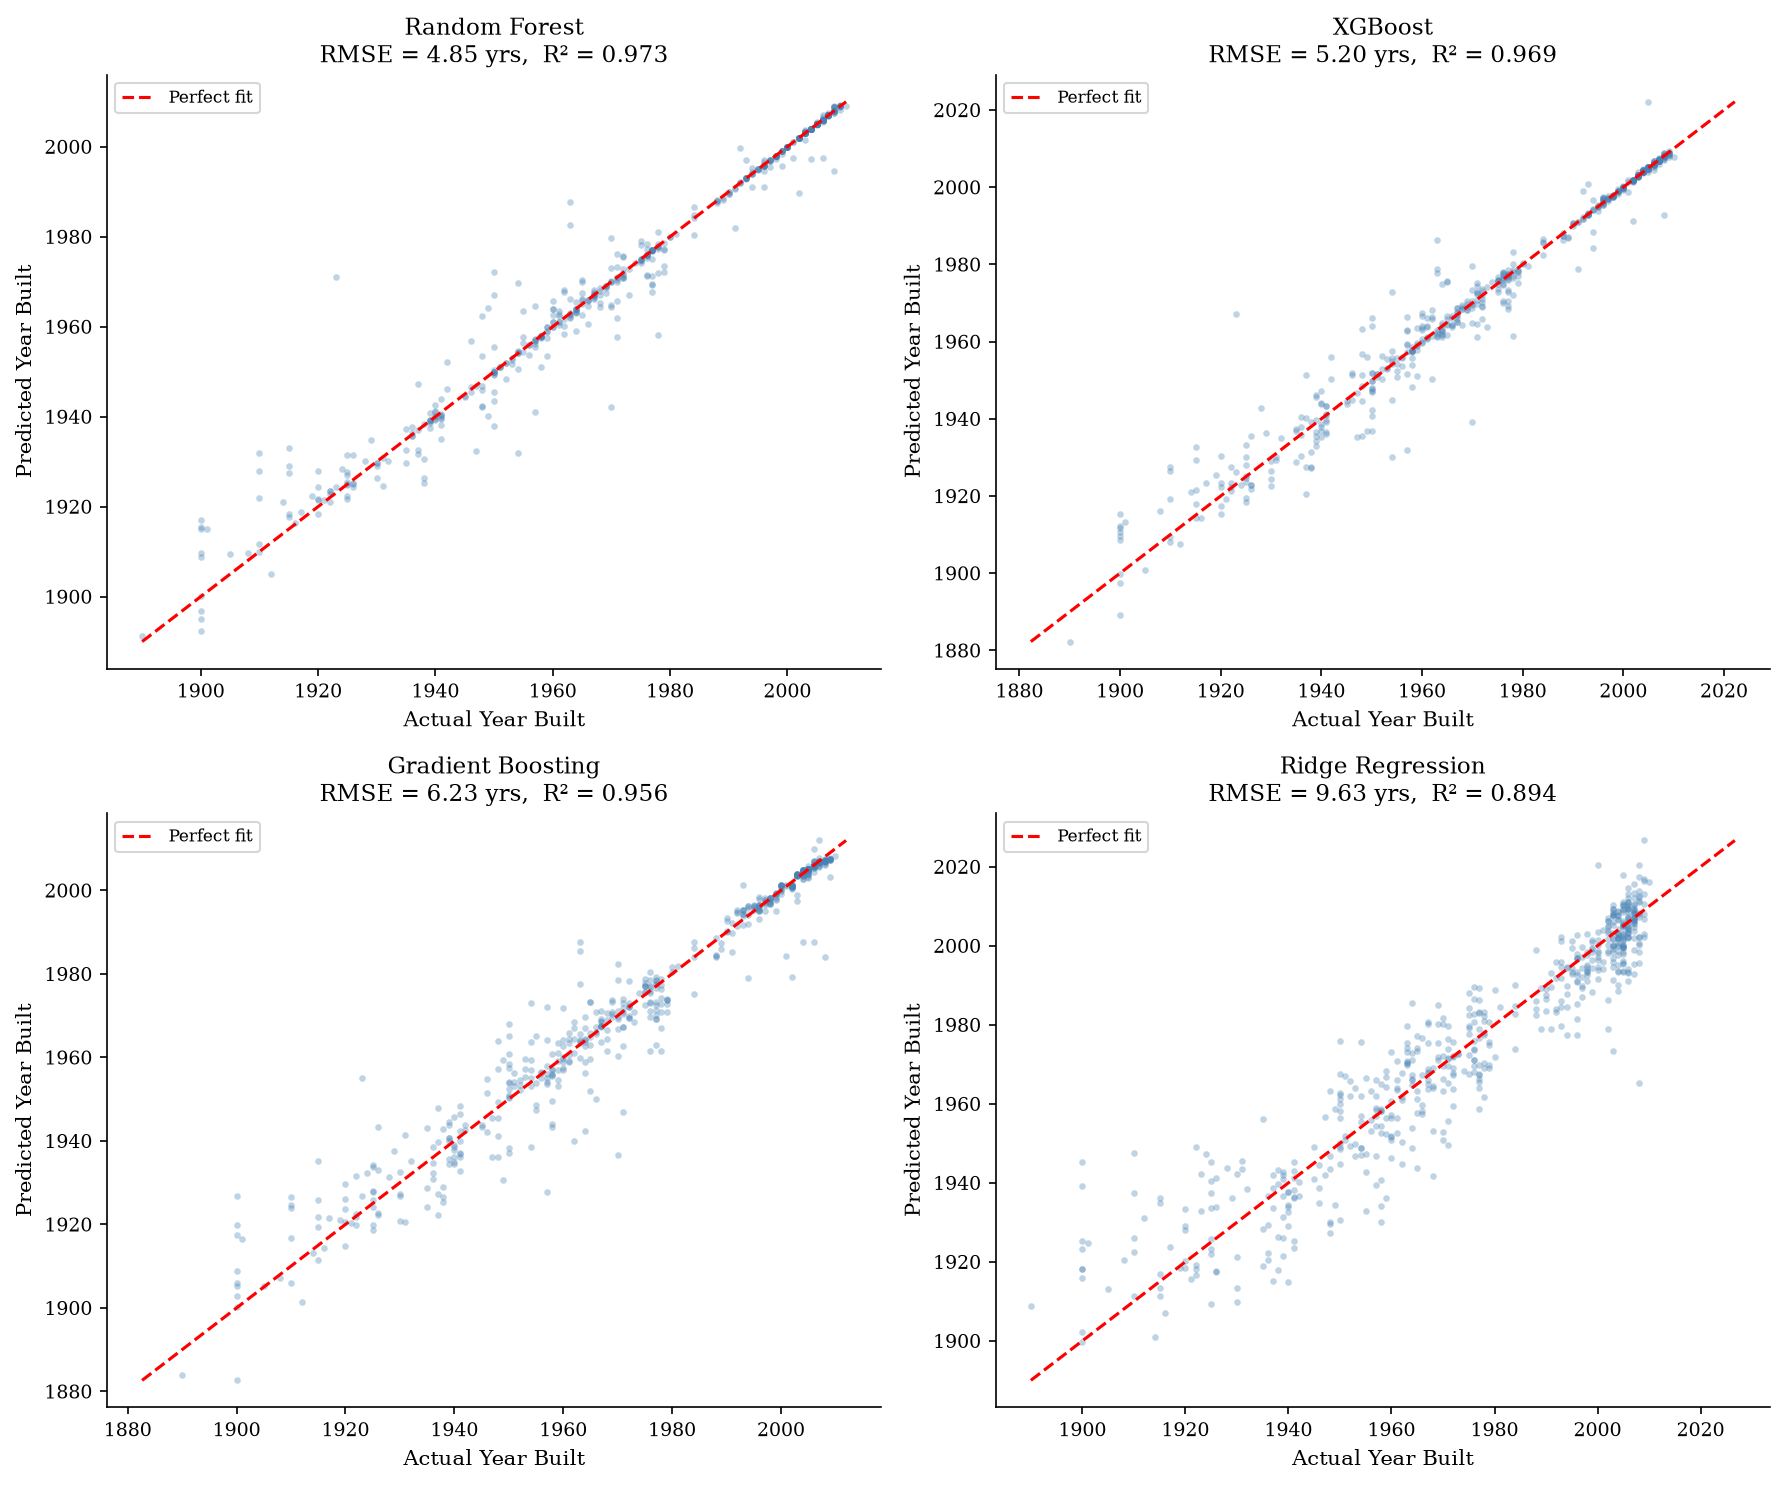 Random Forest
RMSE = 4.85 yrs,  R² = 0.973
Perfect fit
Predicted Year Built
2000
1980
1960
1940
1920
1900
1900 1920 1940 1960 1980 2000
Actual Year Built
XGBoost
RMSE = 5.20 yrs,  R² = 0.969
Perfect fit
Predicted Year Built
2020
2000
1980
1960
1940
1920
1900
1880
1880 1900 1920 1940 1960 1980 2000 2020
Actual Year Built
Gradient Boosting
RMSE = 6.23 yrs,  R² = 0.956
Perfect fit
Predicted Year Built
2000
1980
1960
1940
1920
1900
1880
1880 1900 1920 1940 1960 1980 2000
Actual Year Built
Ridge Regression
RMSE = 9.63 yrs,  R² = 0.894
Perfect fit
Predicted Year Built
2020
2000
1980
1960
1940
1920
1900
1900 1920 1940 1960 1980 2000 2020
Actual Year Built